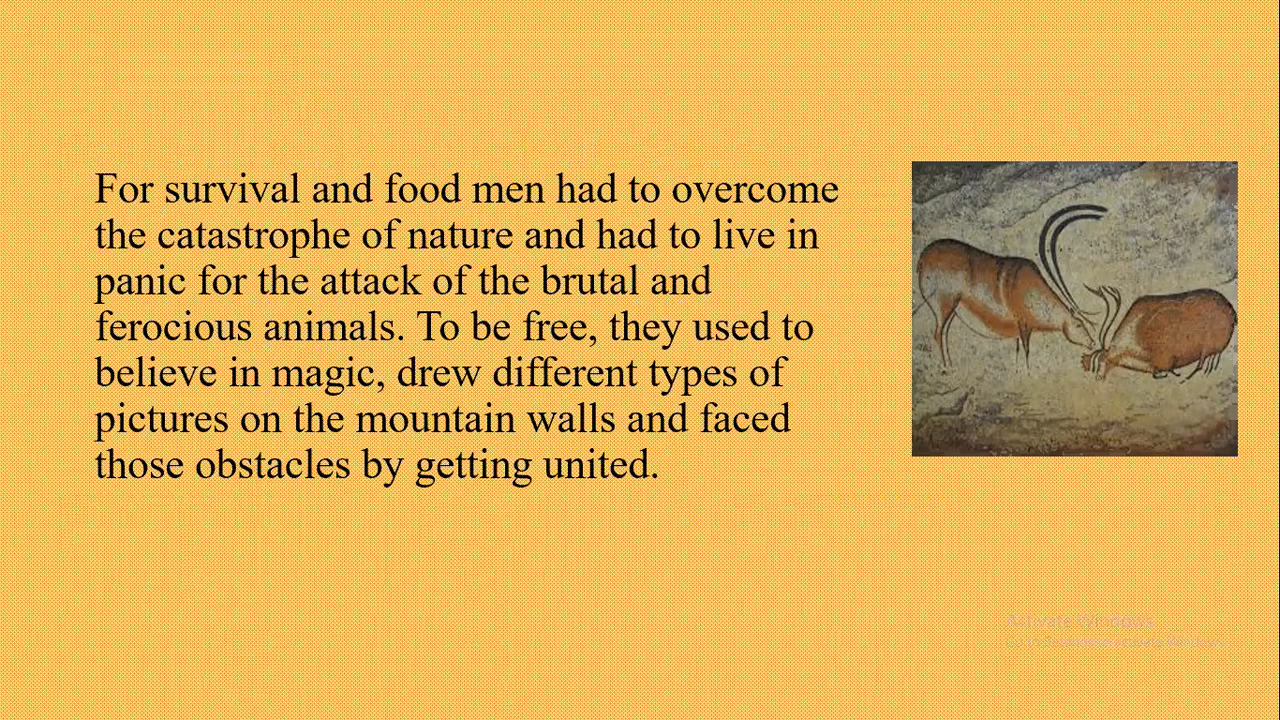 For survival and food men had to overcome
the catastrophe of nature and had to live in
panic for the attack of the brutal and
ferocious animals. To be free, they used to
believe in magic, drew different types of
pictures on the mountain walls and faced
those obstacles by getting united.
Activate Windows